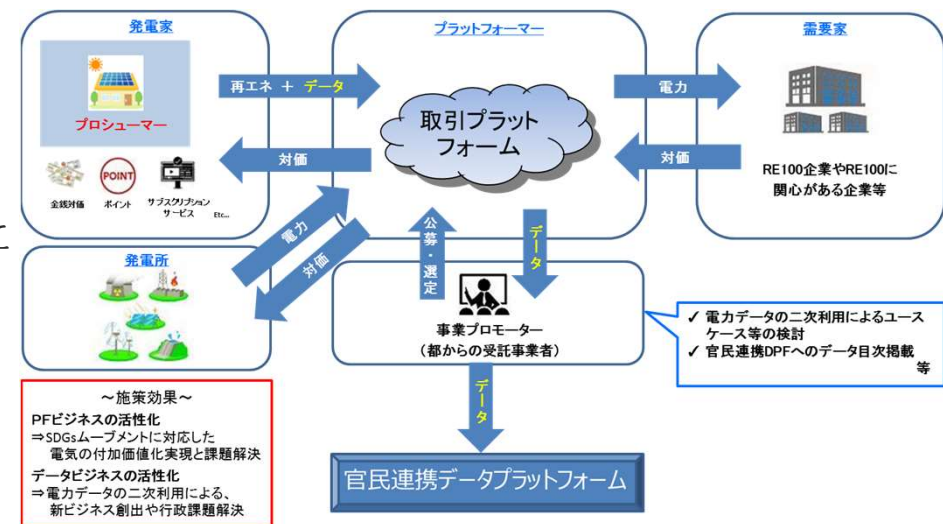 発電家
プロシューマー
金銭対価
POINT
ポイント
サブスクリプション
サービス
Etc...
再エネ + データ
対価
プラットフォーマー
取引プラット
フォーム
電力
対価
需要家
RE100企業やRE100に
関心がある企業等
に
発電所
電力
対価
公募・選定
データ
事業プロモーター
(都からの受託事業者)
✓ 電力データの二次利用によるユース
ケース等の検討
✓ 官民連携DPFへのデータ目次掲載
等
~施策効果~
PFビジネスの活性化
⇒SDGsムーブメントに対応した
電気の付加価値化実現と課題解決
データビジネスの活性化
⇒電力データの二次利用による、
新ビジネス創出や行政課題解決
データ
官民連携データプラットフォーム